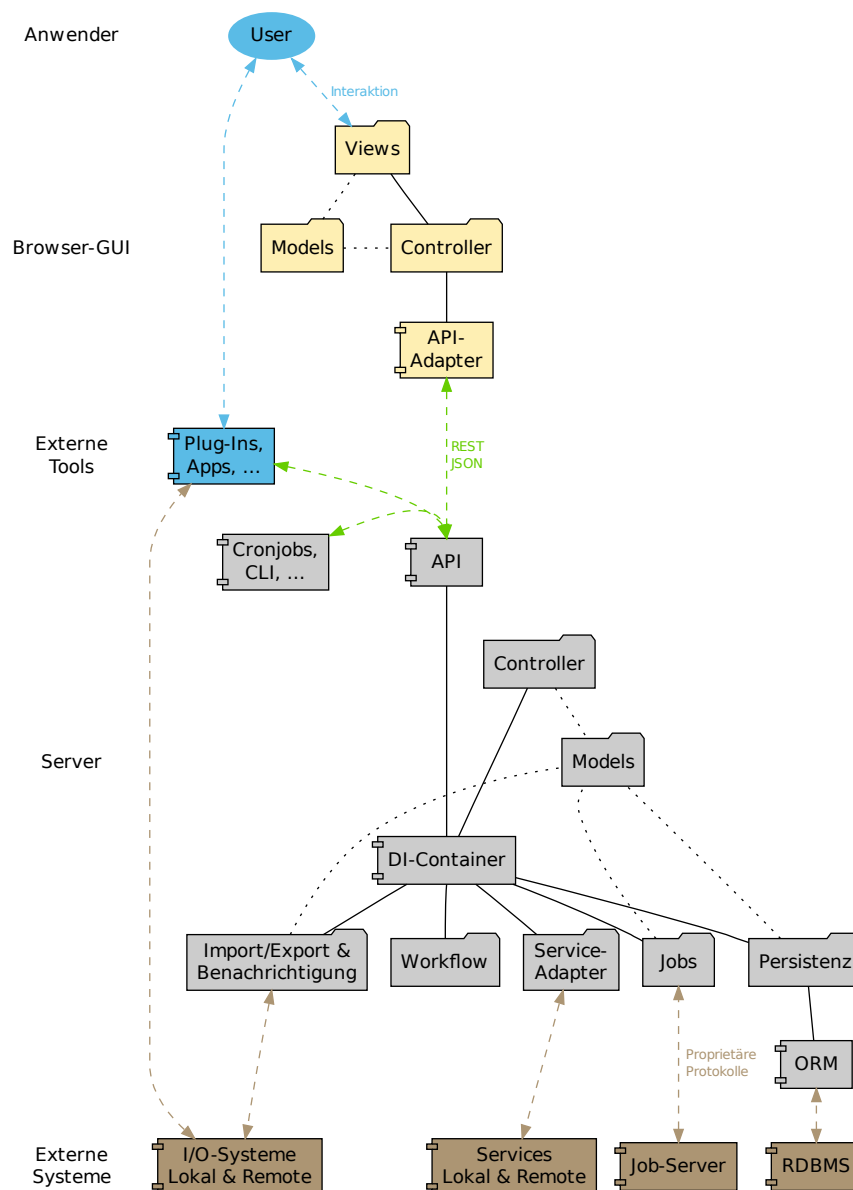 Anwender
User
Interaktion
Views
Browser-GUI
Models
Controller
API-
Adapter
Externe
Tools
Plug-Ins,
Apps, ...
REST
JSON
Cronjobs,
CLI, ...
API
Controller
Server
Models
DI-Container
Import/Export &
Benachrichtigung
Workflow
Service-
Adapter
Jobs
Persistenz
Proprietäre
Protokolle
ORM
Externe
Systeme
I/O-Systeme
Lokal & Remote
Services
Lokal & Remote
Job-Server
RDBMS